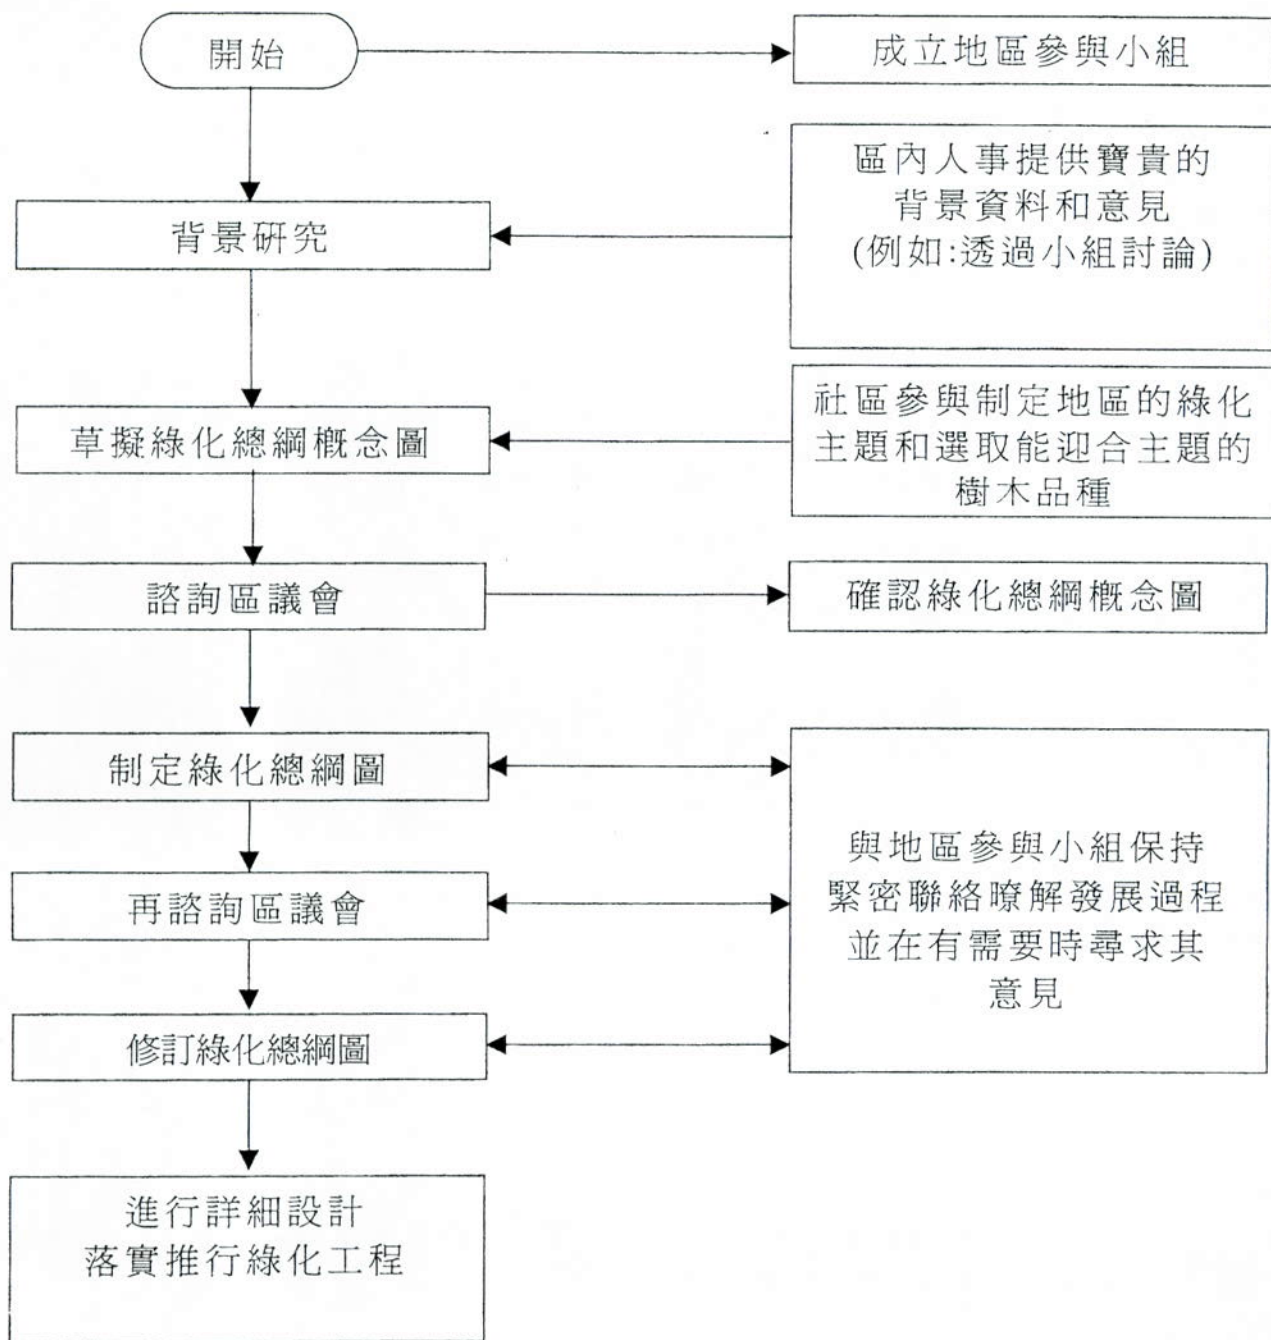 開始
成立地區參與小組
區內人事提供寶貴的
背景資料和意見
(例如:透過小組討論)
背景研究
社區參與制定地區的綠化
主題和選取能迎合主題的
樹木品種
草擬綠化總綱概念圖
諮詢區議會
確認綠化總綱概念圖
制定綠化總綱圖
與地區參與小組保持
緊密聯絡瞭解發展過程
並在有需要時尋求其
意見
再諮詢區議會
修訂綠化總綱圖
進行詳細設計
落實推行綠化工程